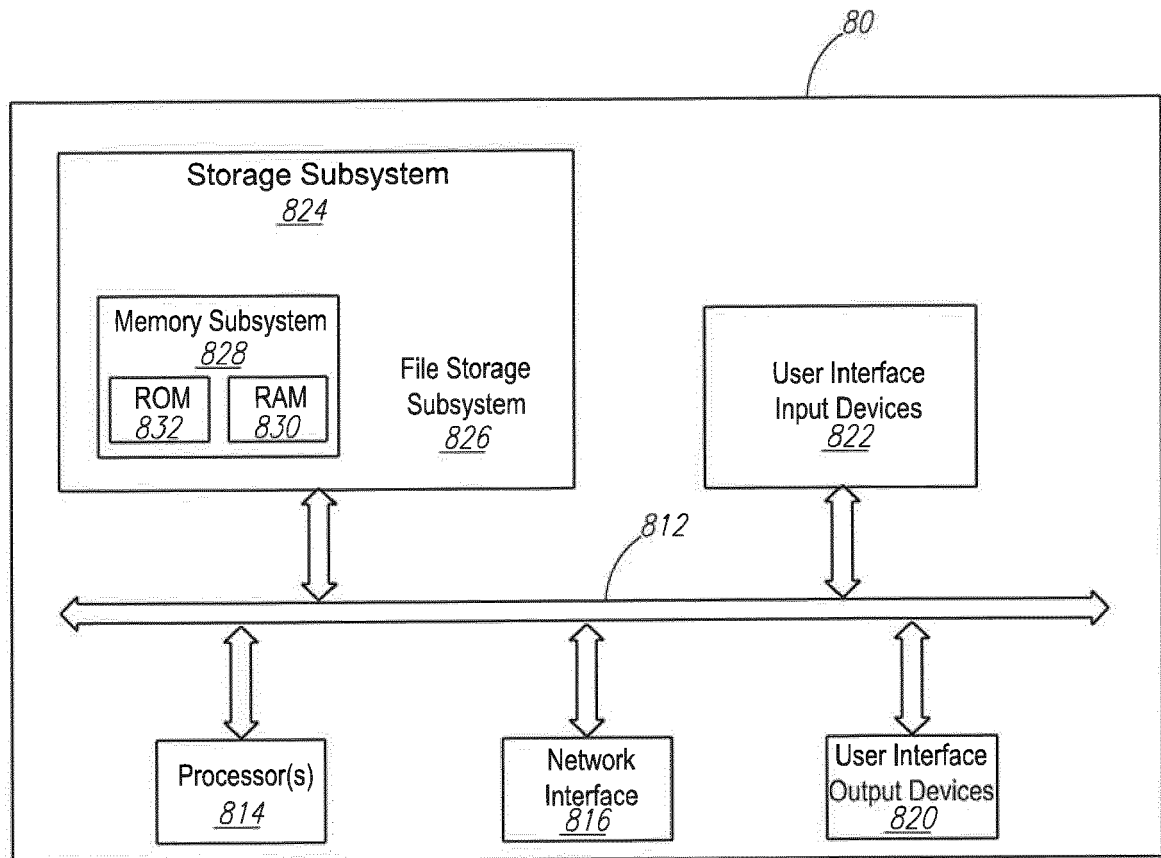 80
Storage Subsystem
824
Memory Subsystem
828
ROM
832
RAM
830
File Storage
Subsystem
826
User Interface
Input Devices
822
812
Processor(s)
814
Network
Interface
816
User Interface
Output Devices
820